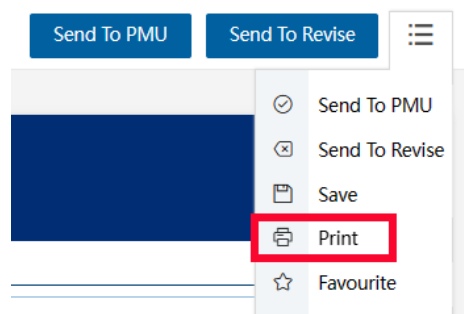 Send To PMU
Send To Revise
Send To PMU
Send To Revise
Save
Print
Favourite